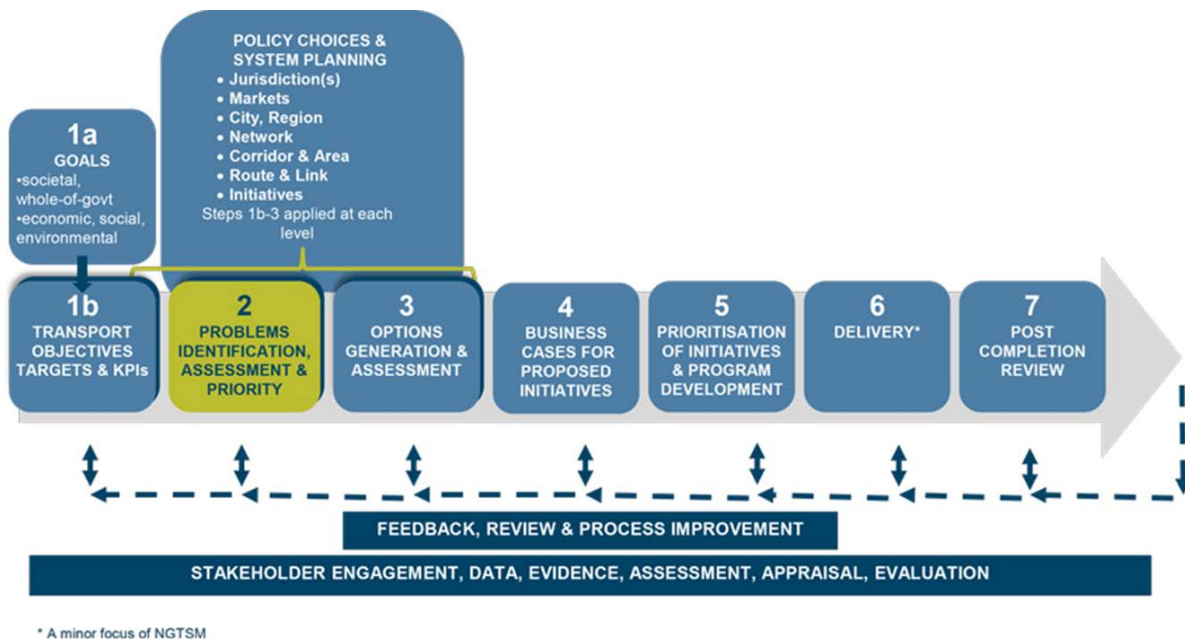 POLICY CHOICES &
SYSTEM PLANNING
• Jurisdiction(s)
• Markets
• City, Region
• Network
• Corridor & Area
• Route & Link
• Initiatives
Steps 1b-3 applied at each
level
1a
GOALS
•societal,
whole-of-govt
•economic, social,
environmental
1b
TRANSPORT
OBJECTIVES
TARGETS & KPIs
2
PROBLEMS
IDENTIFICATION,
ASSESSMENT &
PRIORITY
3
OPTIONS
GENERATION &
ASSESSMENT
4
BUSINESS
CASES FOR
PROPOSED
INITIATIVES
5
PRIORITISATION
OF INITIATIVES
& PROGRAM
DEVELOPMENT
6
DELIVERY*
7
POST
COMPLETION
REVIEW
FEEDBACK, REVIEW & PROCESS IMPROVEMENT
STAKEHOLDER ENGAGEMENT, DATA, EVIDENCE, ASSESSMENT, APPRAISAL, EVALUATION
* A minor focus of NGTSM